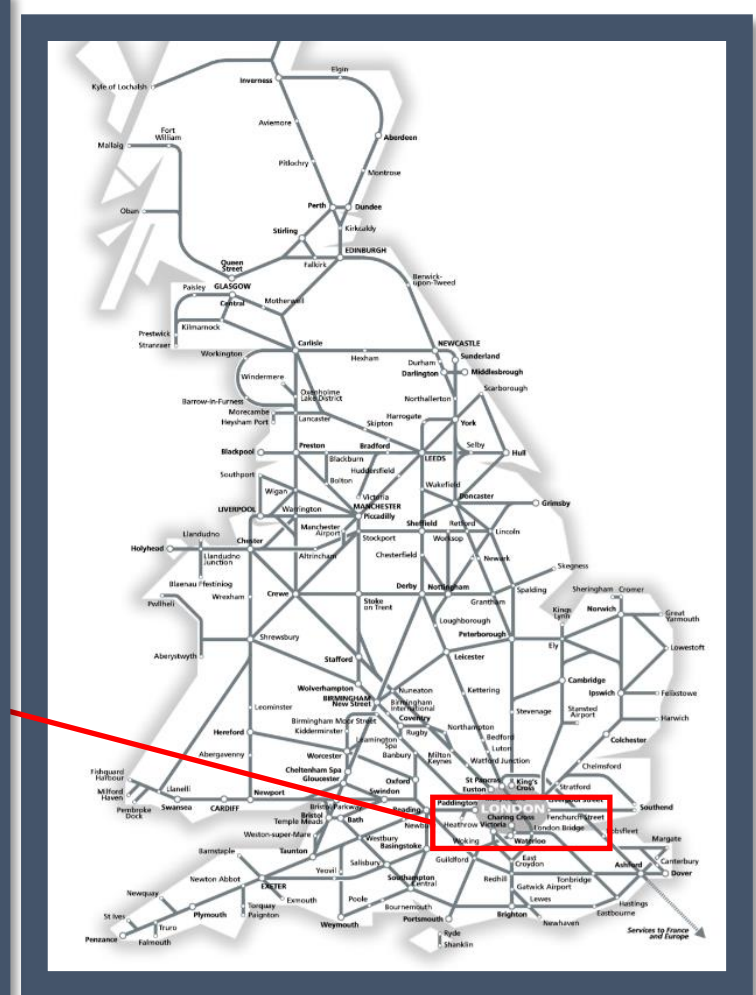 Elgin
Inverness
Kyle of Lochalsh
Aviemore
Fort
William
Aberdeen
Mallaig
Pitlochry
Montrose
Perth
Dundee
Oban
Stirling
Kirkcaldy
EDINBURGH
Queen
Street
Falkirk
Berwick-
upon-Tweed
Paisley
GLASGOW
Central
Motherwell
Kilmarnock
Prestwick
Stranraer
Carlisle
NEWCASTLE
Workington
Hexham
Sunderland
Durham
Darlington
Middlesbrough
Windermere
Oxenholme
Lake District
Scarborough
Barrow-in-Furness
Northallerton
Morecambe
Heysham Port
Lancaster
Harrogate
Skipton
York
Blackpool
Preston
Bradford
Selby
Blackburn
LEEDS
Hull
Southport
Huddersfield
Bolton
Wakefield
Wigan
Victoria
Doncaster
MANCHESTER
Piccadilly
Grimsby
LIVERPOOL
Warrington
Manchester
Airport
Sheffield
Retford
Llandudno
Stockport
Worksop
Lincoln
Holyhead
Chester
Llandudno
Junction
Altrincham
Chesterfield
Newark
Skegness
Blaenau Ffestiniog
Derby
Nottingham
Spalding
Sheringham
Cromer
Pwllheli
Wrexham
Crewe
Stoke
on Trent
Grantham
Kings
Lynn
Norwich
Great
Yarmouth
Loughborough
Shrewsbury
Peterborough
Ely
Aberystwyth
Stafford
Leicester
Lowestoft
Wolverhampton
Cambridge
BIRMINGHAM
New Street
Nuneaton
Kettering
Ipswich
Felixstowe
Birmingham
International
Leominster
Stevenage
Stansted
Airport
Birmingham Moor Street
Coventry
Harwich
Hereford
Kidderminster
Rugby
Northampton
Leamington
Spa
Bedford
Colchester
Abergavenny
Worcester
Banbury
Milton
Keynes
Luton
Watford Junction
Chelmsford
Fishguard
Harbour
Cheltenham Spa
Gloucester
Oxford
St Pancras
Euston
King's
Cross
Stratford
Milford
Haven
Llanelli
Newport
Swindon
Paddington
Liverpool Street
Pembroke
Dock
Swansea
CARDIFF
Bristol Parkway
Bristol
Temple Meads
Bath
Reading
LONDON
Southend
Charing Cross
Fenchurch Street
Heathrow
Victoria
London Bridge
Weston-super-Mare
Westbury
Waterloo
Margate
Barnstaple
Taunton
Basingstoke
Woking
Salisbury
Guildford
East
Croydon
Ashford
Canterbury
Dover
Newton Abbot
Yeovil
EXETER
Southampton
Central
Redhill
Tonbridge
Gatwick Airport
Newquay
Torquay
Paignton
Exmouth
Poole
Bournemouth
Lewes
Hastings
Eastbourne
St Ives
Plymouth
Weymouth
Portsmouth
Brighton
Newhaven
Truro
Penzance
Falmouth
Ryde
Shanklin
Services to France
and Europe